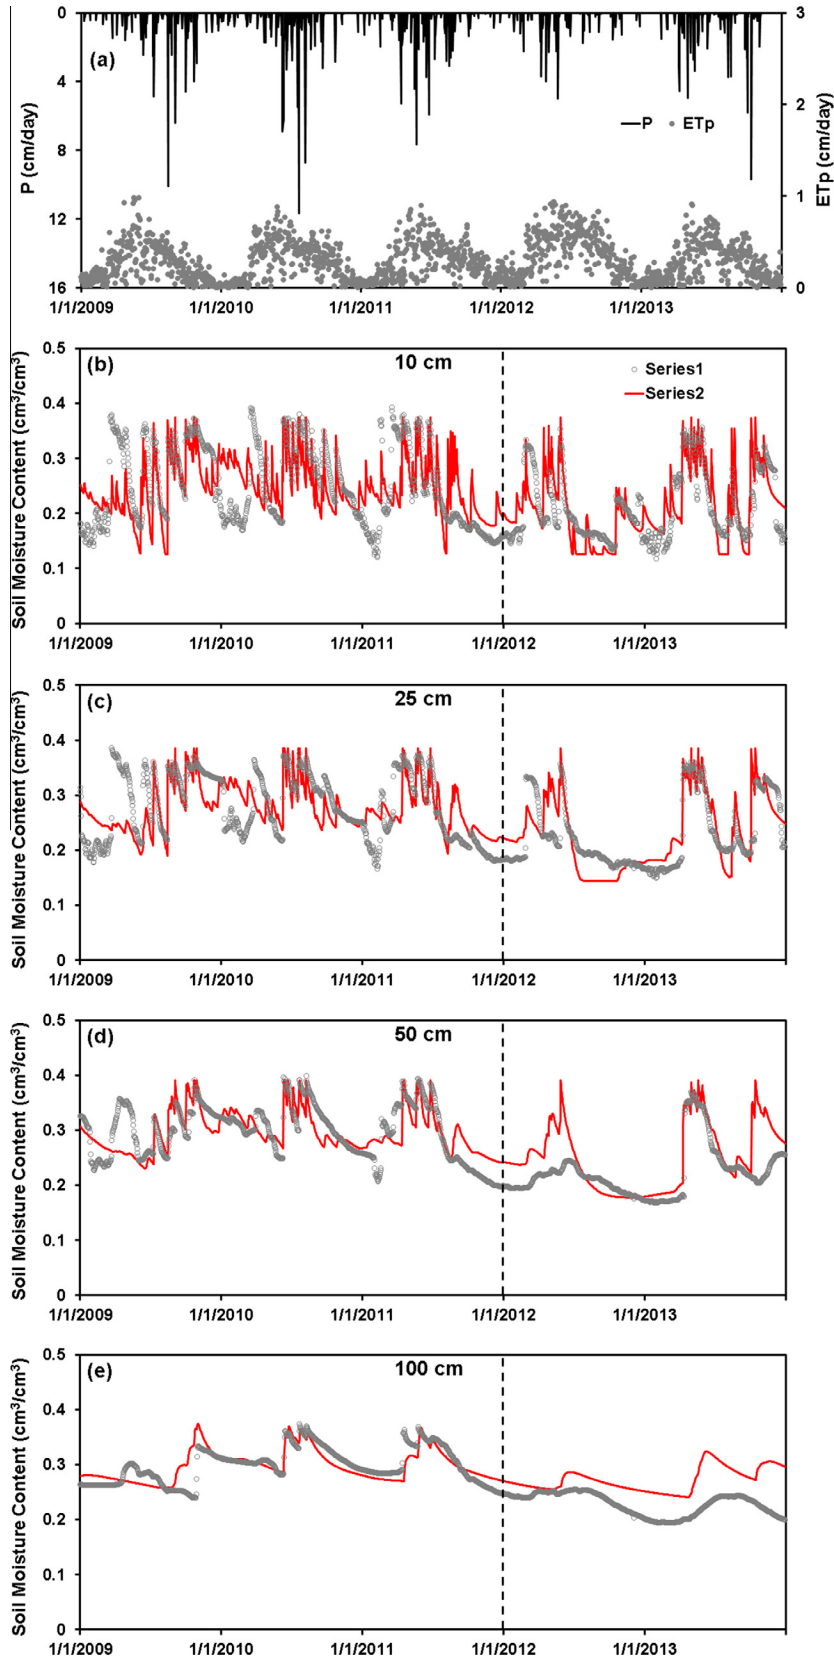 0 3
(a)
4
2
P (cm/day) ETp (cm/day)
P ETp
8
1
12
16 0
1/1/2009 1/1/2010 1/1/2011 1/1/2012 1/1/2013
Soil Moisture Content (cm³/cm³)
0.5
(b) 10 cm
Series1
Series2
0.4
0.3
0.2
0.1
0
1/1/2009 1/1/2010 1/1/2011 1/1/2012 1/1/2013
Soil Moisture Content (cm³/cm³)
0.5
(c) 25 cm
0.4
0.3
0.2
0.1
0
1/1/2009 1/1/2010 1/1/2011 1/1/2012 1/1/2013
Soil Moisture Content (cm³/cm³)
0.5
(d) 50 cm
0.4
0.3
0.2
0.1
0
1/1/2009 1/1/2010 1/1/2011 1/1/2012 1/1/2013
Soil Moisture Content (cm³/cm³)
0.5
(e) 100 cm
0.4
0.3
0.2
0.1
0
1/1/2009 1/1/2010 1/1/2011 1/1/2012 1/1/2013